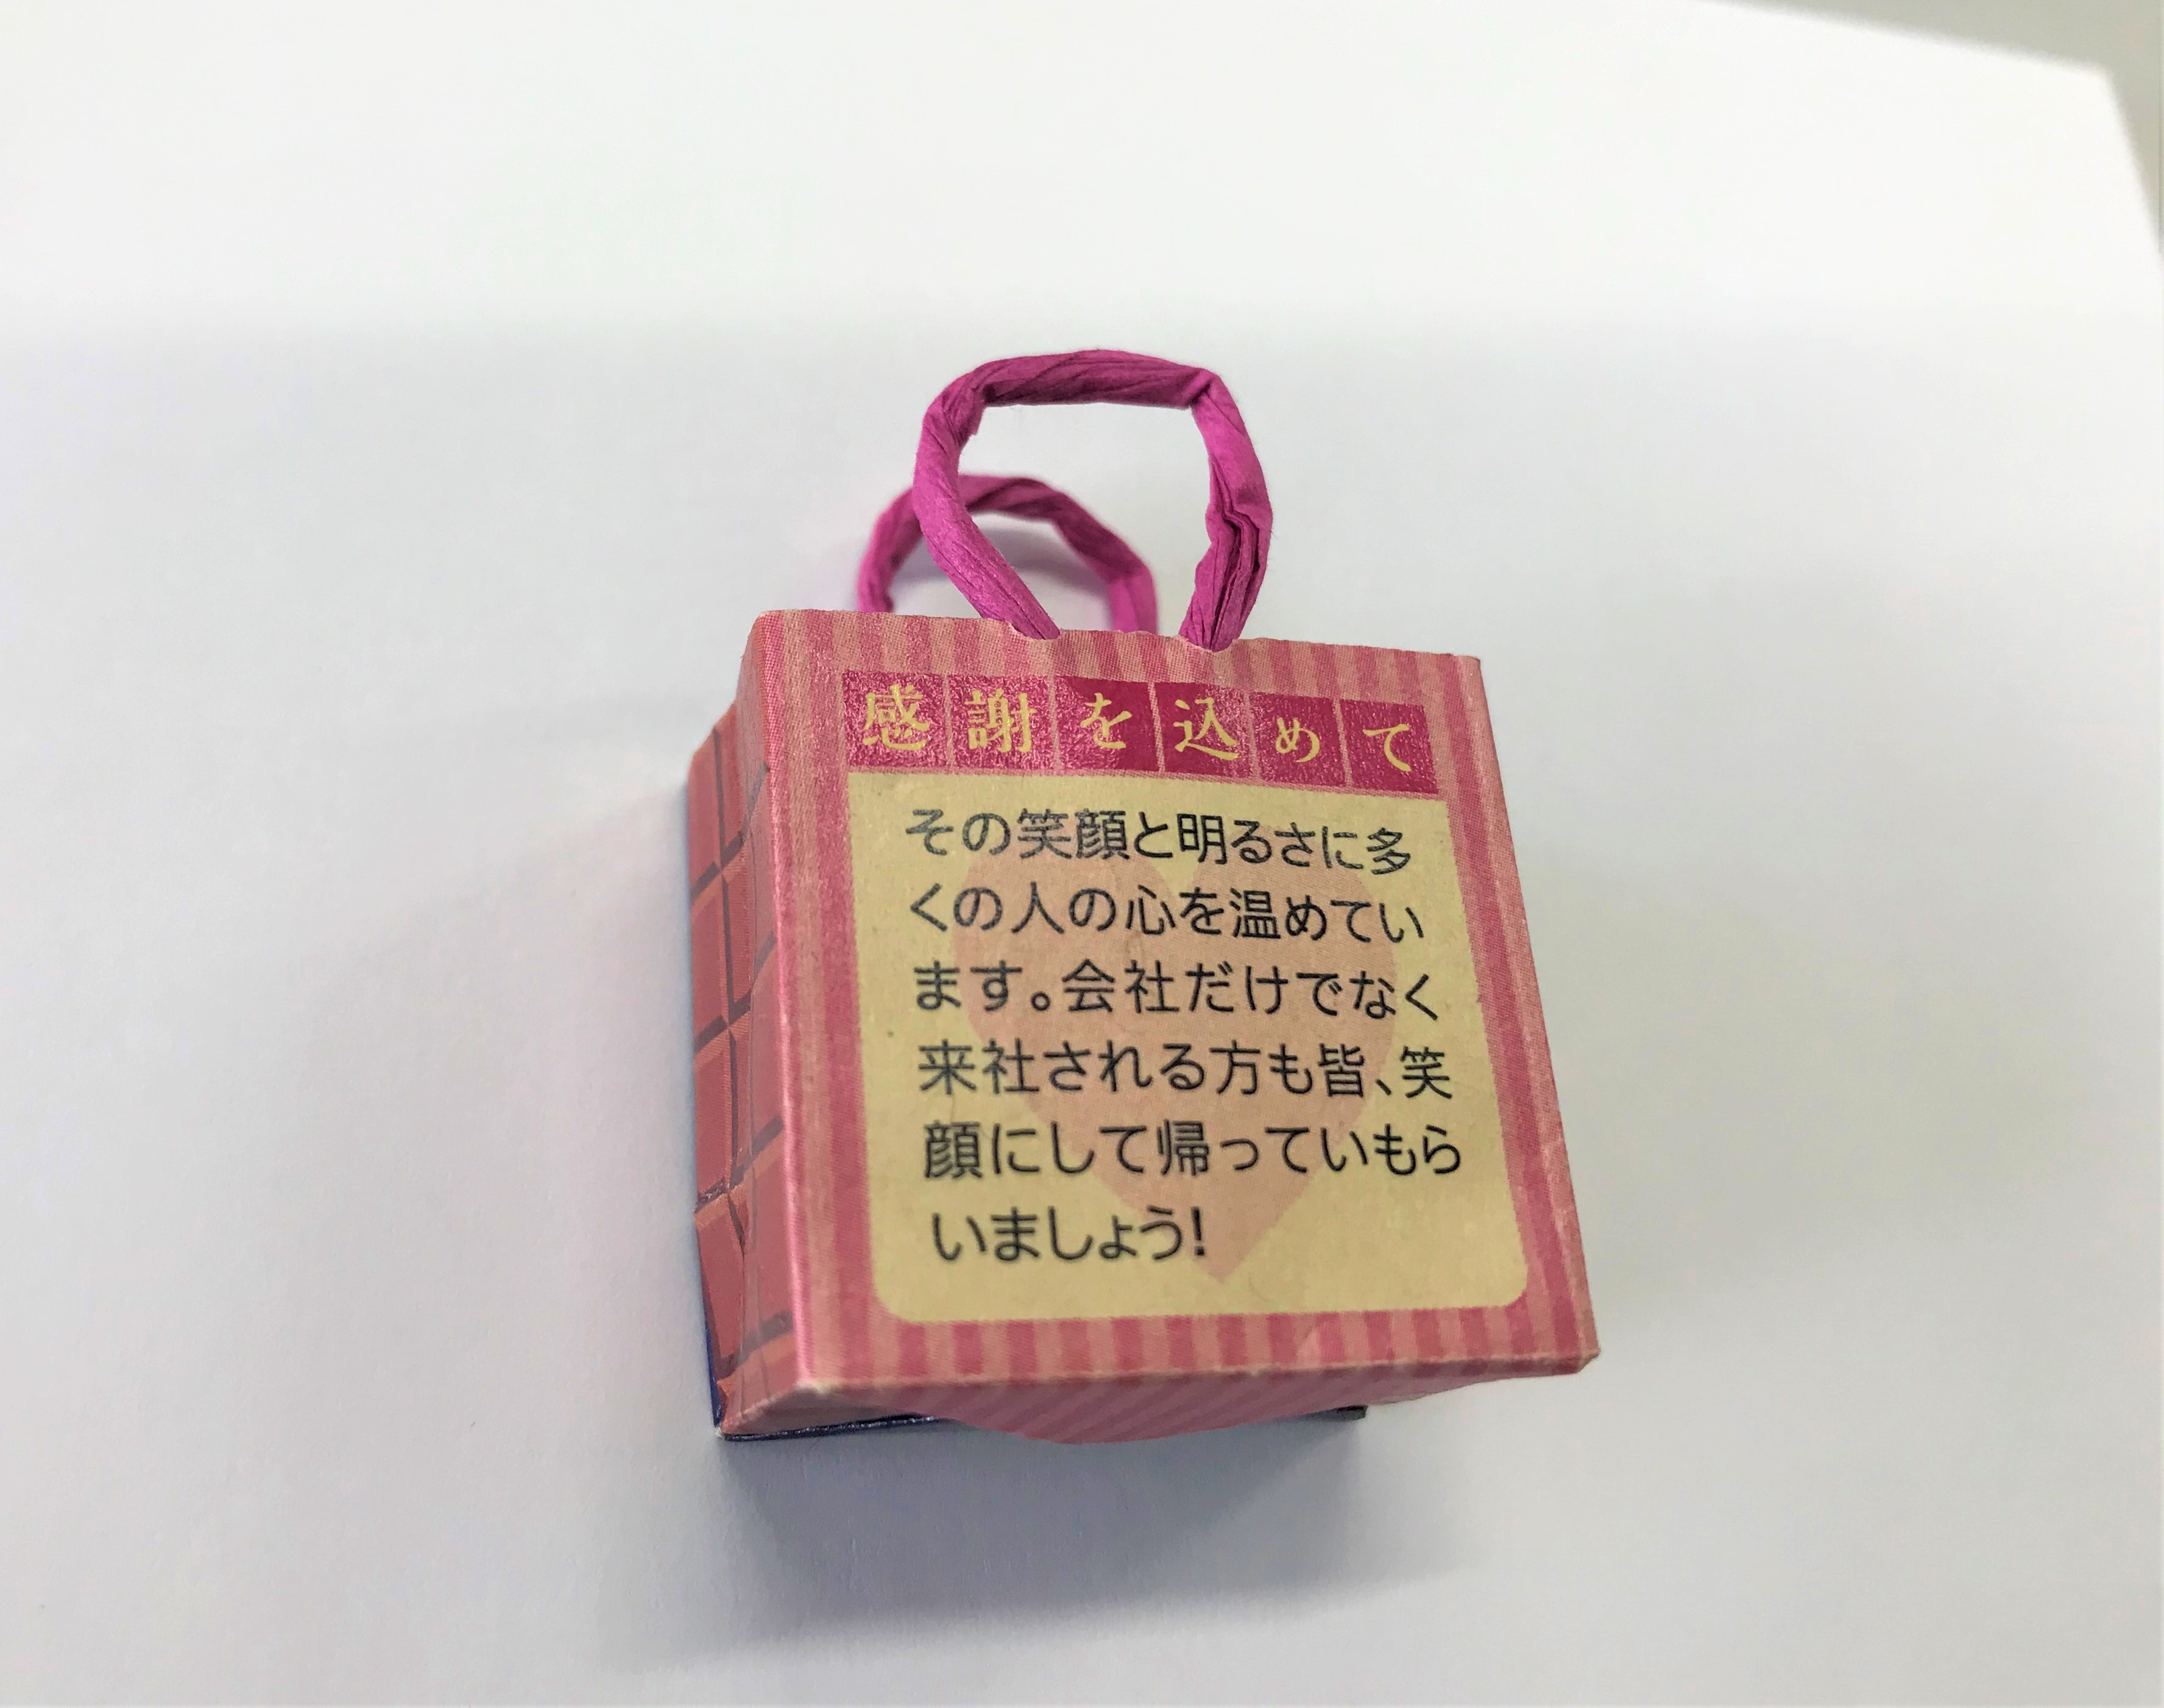 感謝を込めて
その笑顔と明るさに多
くの人の心を温めてい
ます。会社だけでなく
来社される方も皆、笑
顔にして帰っていもら
いましょう!